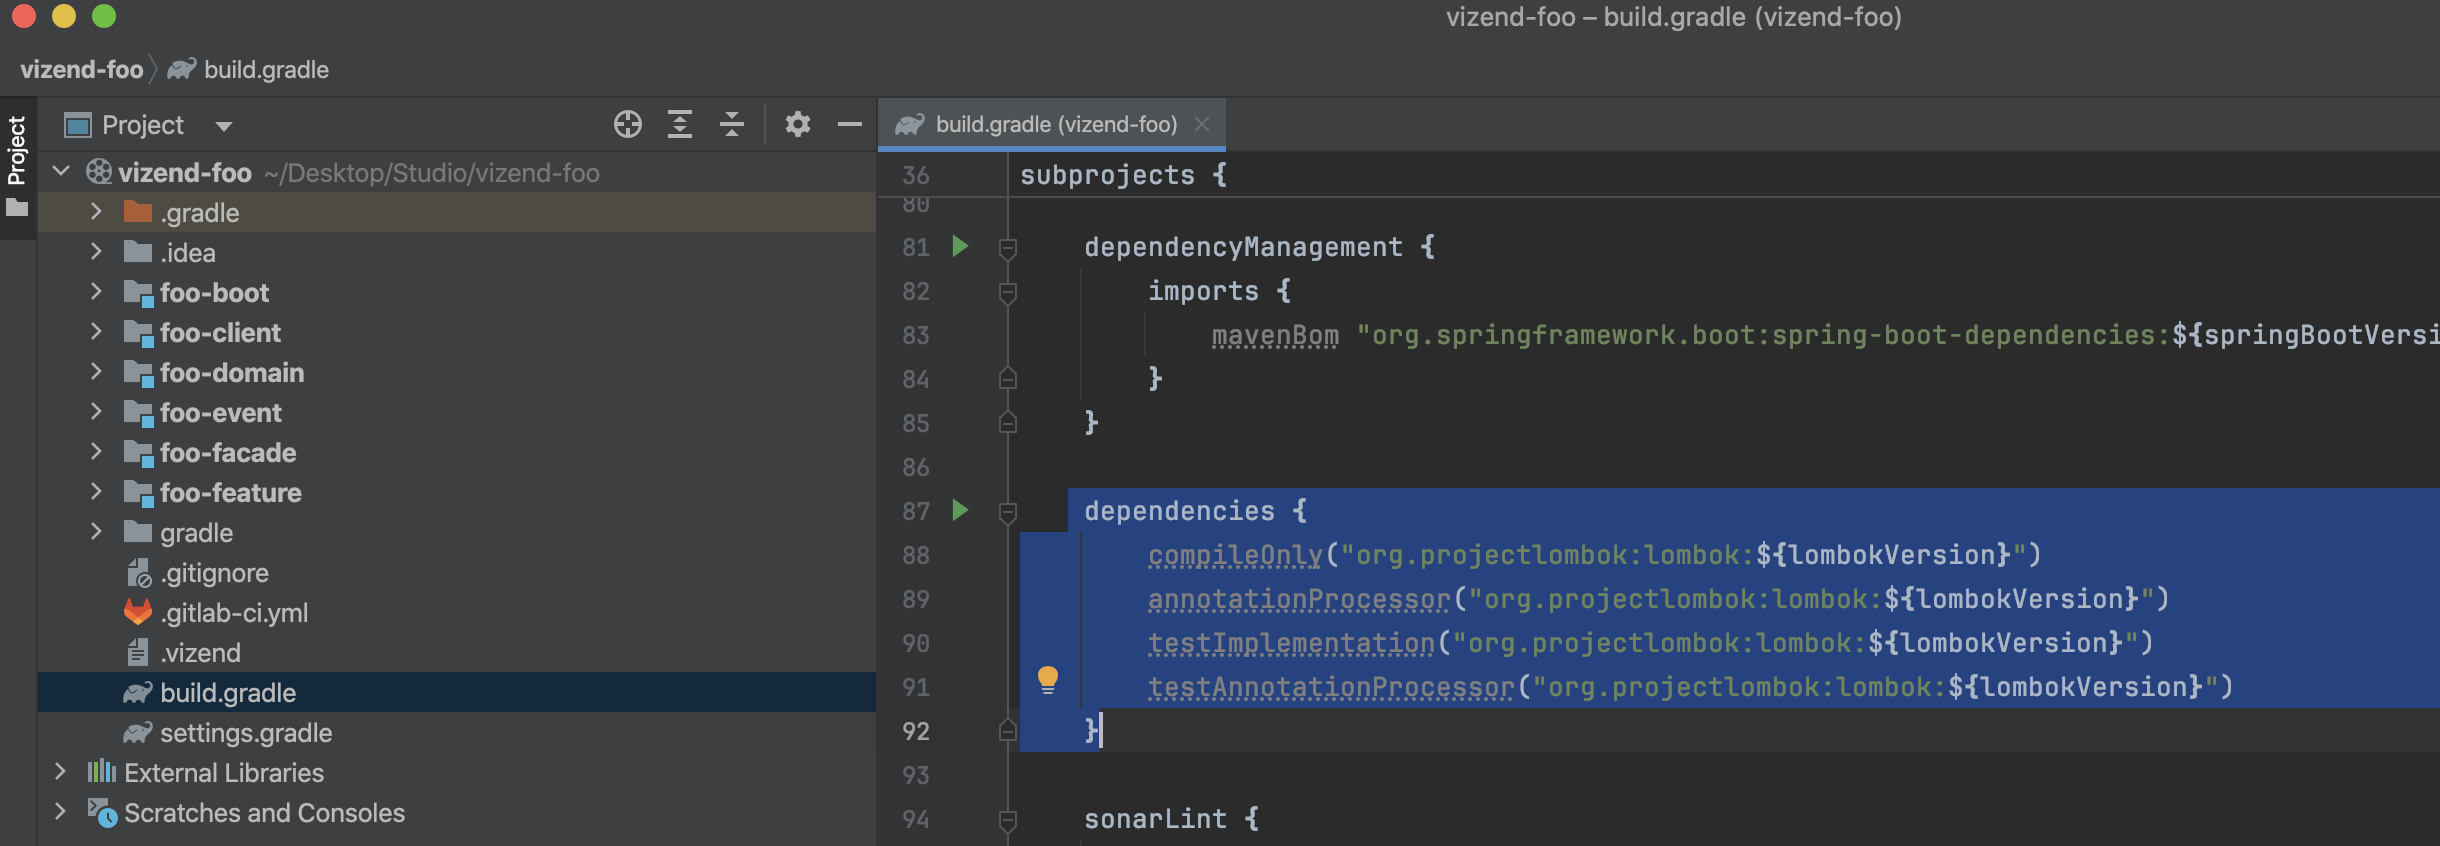 vizend-foo – build.gradle (vizend-foo)
vizend-foo
build.gradle
Project
Project
vizend-foo ~/Desktop/Studio/vizend-foo
.gradle
.idea
foo-boot
foo-client
foo-domain
foo-event
foo-facade
foo-feature
gradle
.gitignore
.gitlab-ci.yml
.vizend
build.gradle
settings.gradle
External Libraries
Scratches and Consoles
build.gradle (vizend-foo)
36 subprojects {
80
81 dependencyManagement {
82 imports {
83 mavenBom "org.springframework.boot:spring-boot-dependencies:${springBootVersi
84 }
85 }
86
87 dependencies {
88 compileOnly("org.projectlombok:lombok:${lombokVersion}")
89 annotationProcessor("org.projectlombok:lombok:${lombokVersion}")
90 testImplementation("org.projectlombok:lombok:${lombokVersion}")
91 testAnnotationProcessor("org.projectlombok:lombok:${lombokVersion}")
92 }
93
94 sonarLint {